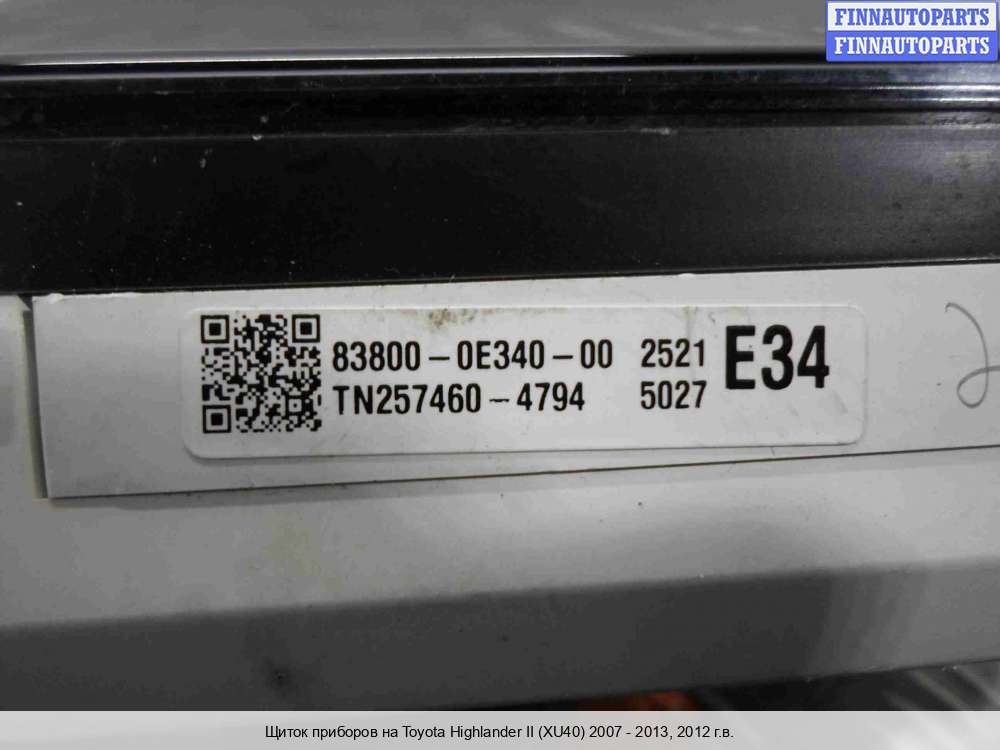 FINNAUTOPARTS
FINNAUTOPARTS
83800-0E340-00 2521 E34
TN257460-4794 5027
Щиток приборов на Toyota Highlander II (XU40) 2007 - 2013, 2012 г.в.